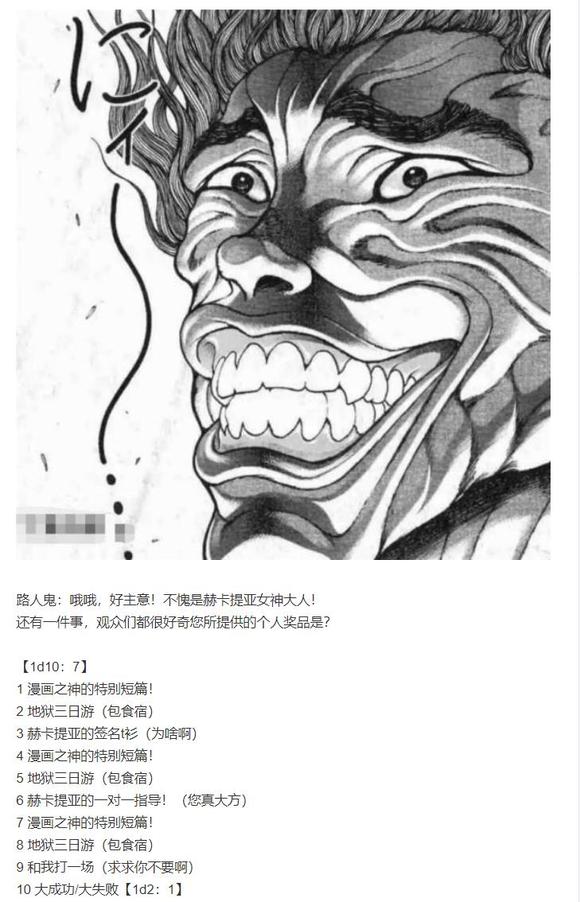 にィ
路人鬼：哦哦，好主意！不愧是赫卡提亚女神大人！
还有一件事，观众们都很好奇您所提供的个人奖品是？
【1d10：7】
1 漫画之神的特别短篇！
2 地狱三日游（包食宿）
3 赫卡提亚的签名t衫（为啥啊）
4 漫画之神的特别短篇！
5 地狱三日游（包食宿）
6 赫卡提亚的一对一指导！（您真大方）
7 漫画之神的特别短篇！
8 地狱三日游（包食宿）
9 和我打一场（求求你不要啊）
10 大成功/大失败【1d2：1】